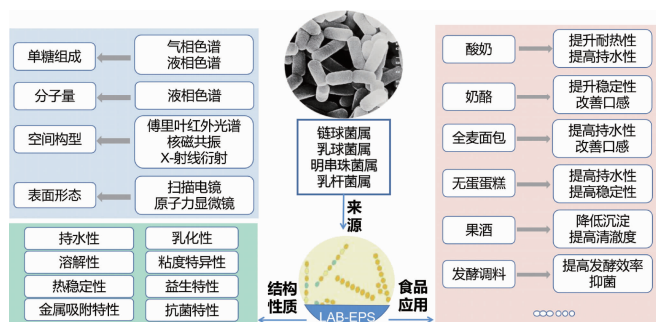 单糖组成
气相色谱
液相色谱
分子量
液相色谱
空间构型
傅里叶红外光谱
核磁共振
X-射线衍射
表面形态
扫描电镜
原子力显微镜
持水性
乳化性
溶解性
粘度特异性
热稳定性
益生特性
金属吸附特性
抗菌特性
链球菌属
乳球菌属
明串珠菌属
乳杆菌属
来
源
结构
性质
食品
应用
LAB-EPS
酸奶
提升耐热性
提高持水性
奶酪
提升稳定性
改善口感
全麦面包
提高持水性
改善口感
无蛋蛋糕
提高持水性
提高稳定性
果酒
降低沉淀
提高清澈度
发酵调料
提高发酵效率
抑菌